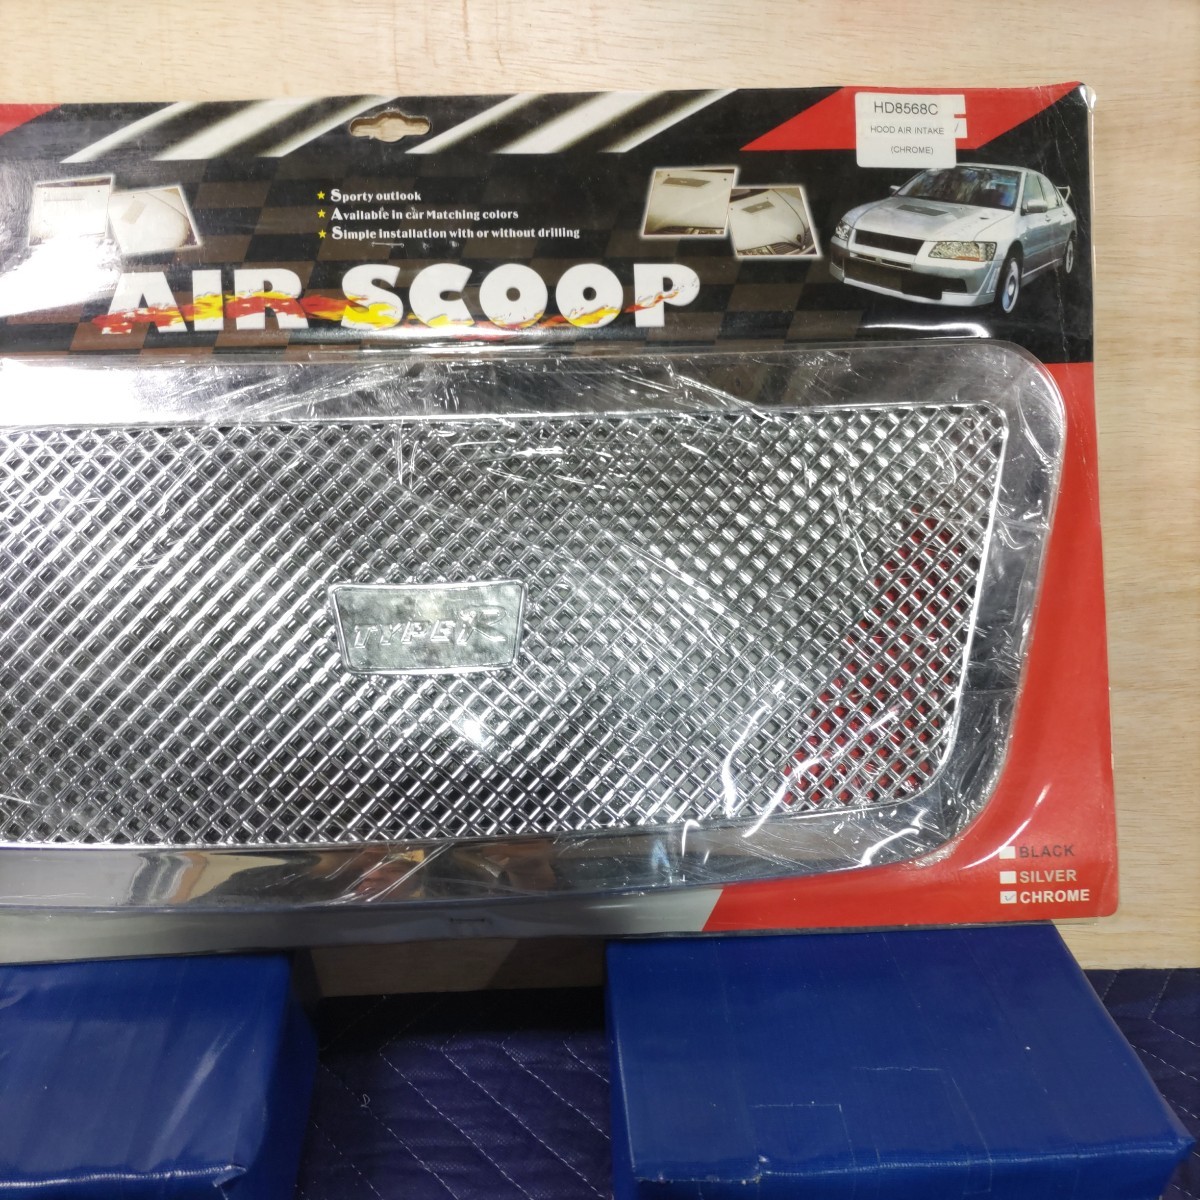 HD8568C
HOOD AIR INTAKE
(CHROME)
★ Sporty outlook
★ Available in car Matching colors
★ Simple installation with or without drilling
AIR SCOOP
TYPE R
BLACK
SILVER
CHROME